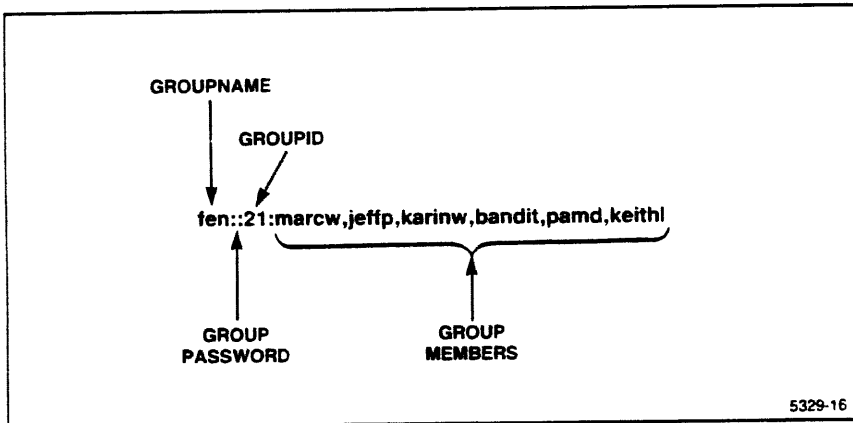 GROUPNAME
GROUPID
fen::21:marcw,jeffp,karinw,bandit,pamd,keithl
GROUP
PASSWORD
GROUP
MEMBERS
5329-16